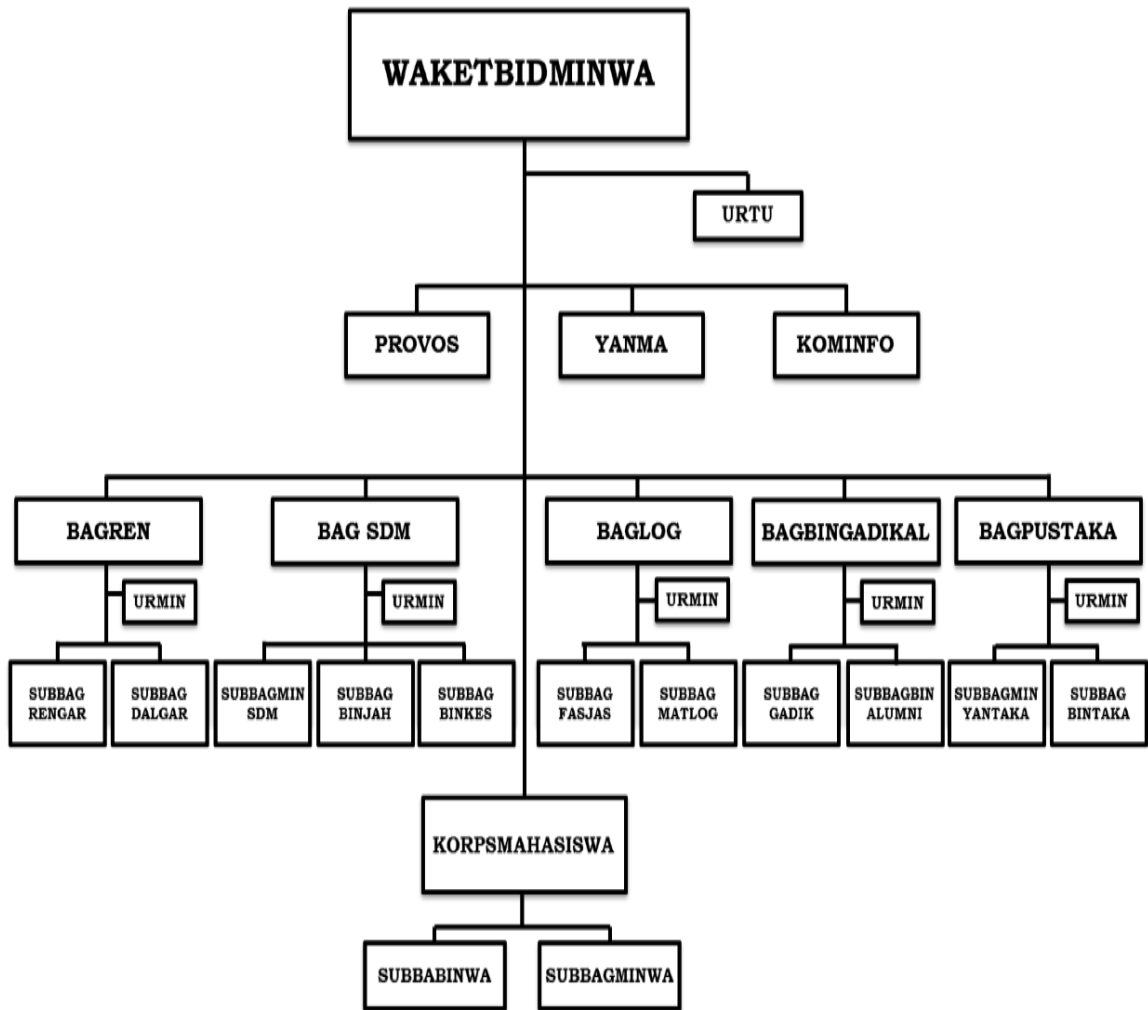 WAKETBIDMINWA
URTU
PROVOS
YANMA
KOMINFO
BAGREN
BAG SDM
BAGLOG
BAGBINGADIKAL
BAGPUSTAKA
URMIN
URMIN
URMIN
URMIN
URMIN
SUBBAG
RENGAR
SUBBAG
DALGAR
SUBBAGMIN
SDM
SUBBAG
BINJAH
SUBBAG
BINKES
SUBBAG
FASJAS
SUBBAG
MATLOG
SUBBAG
GADIK
SUBBAGBIN
ALUMNI
SUBBAGMIN
YANTAKA
SUBBAG
BINTAKA
KORPSMAHASISWA
SUBBABINWA
SUBBAGMINWA